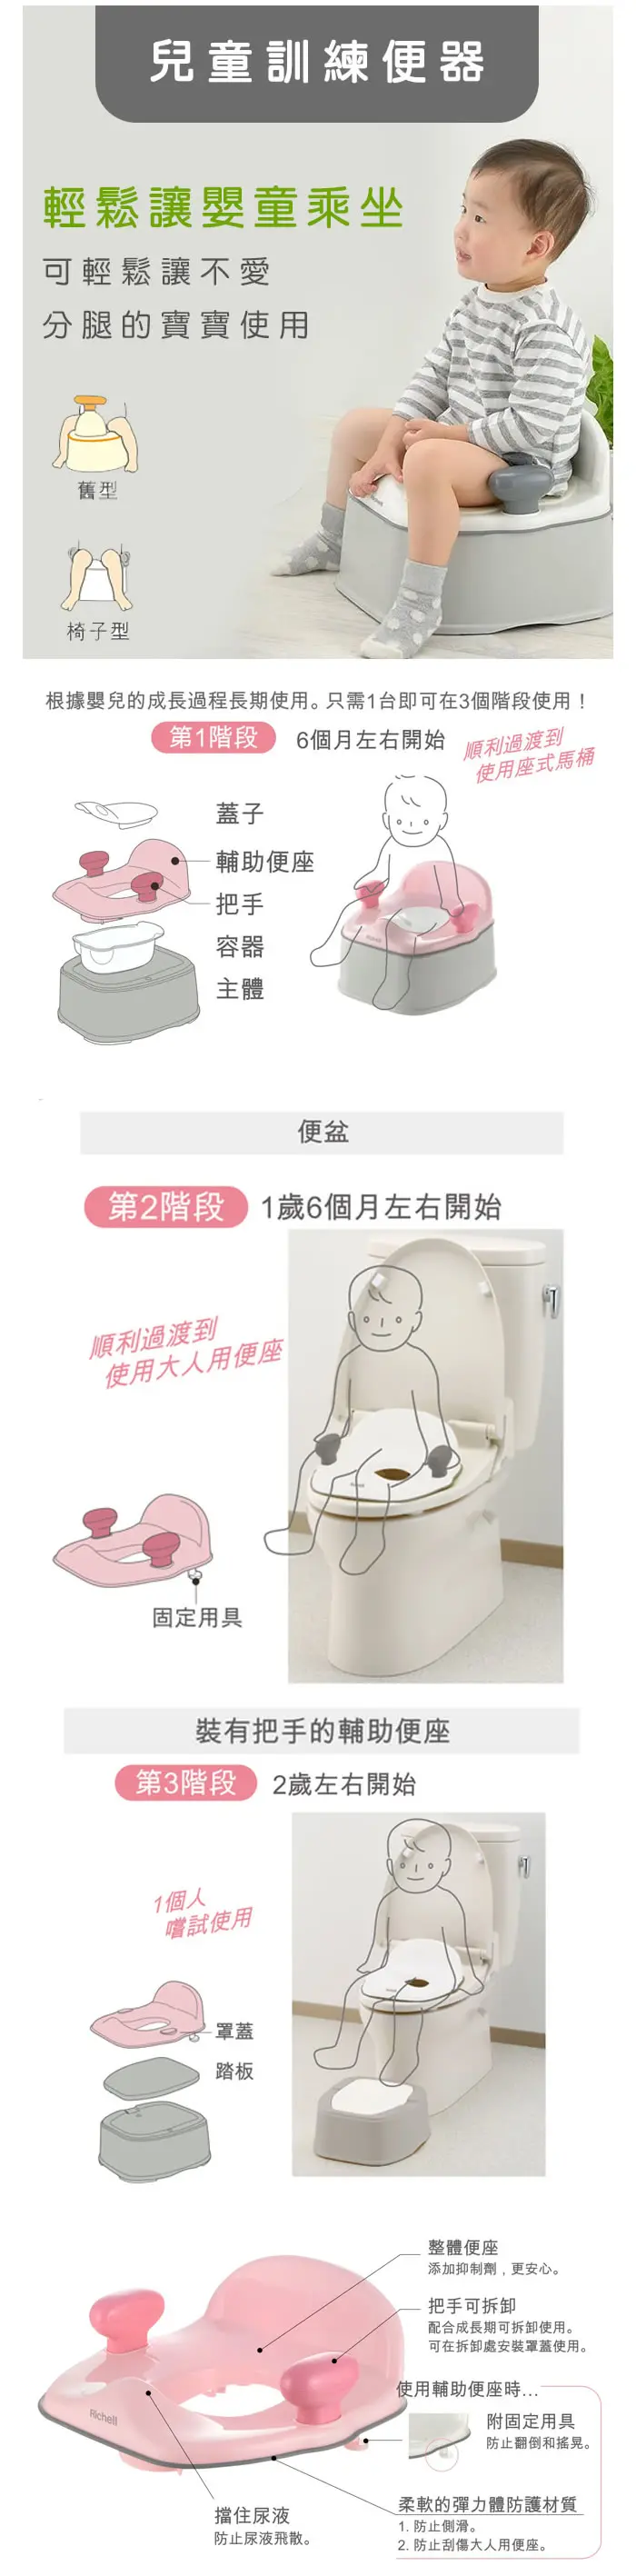 兒童訓練便器
輕鬆讓嬰童乘坐
可輕鬆讓不愛
分腿的寶寶使用
舊型
椅子型
根據嬰兒的成長過程長期使用。只需1台即可在3個階段使用！
第1階段 6個月左右開始
順利過渡到
使用座式馬桶
蓋子
輔助便座
把手
容器
主體
便盆
第2階段 1歲6個月左右開始
順利過渡到
使用大人用便座
固定用具
裝有把手的輔助便座
第3階段 2歲左右開始
1個人
嚐試使用
罩蓋
踏板
整體便座
添加抑制劑，更安心。
把手可拆卸
配合成長期可拆卸使用。
可在拆卸處安裝罩蓋使用。
使用輔助便座時...
附固定用具
防止翻倒和搖晃。
Richell
擋住尿液
防止尿液飛散。
柔軟的彈力體防護材質
1. 防止側滑。
2. 防止刮傷大人用便座。